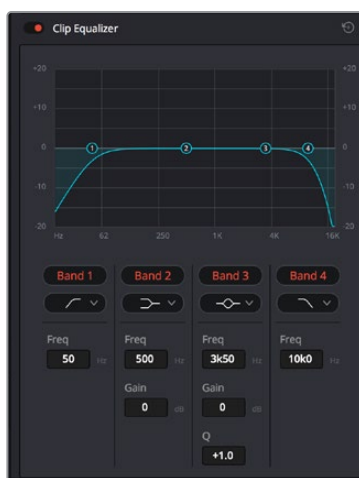 Clip Equalizer
+20 +20
+10 +10
0 0
-10 -10
-20 -20
1 2 3 4
Hz 62 250 1K 4K 16K
Band 1 Band 2 Band 3 Band 4
Freq Freq Freq Freq
50 Hz 500 Hz 3k50 Hz 10k0 Hz
Gain Gain
0 dB 0 dB
Q
+1.0